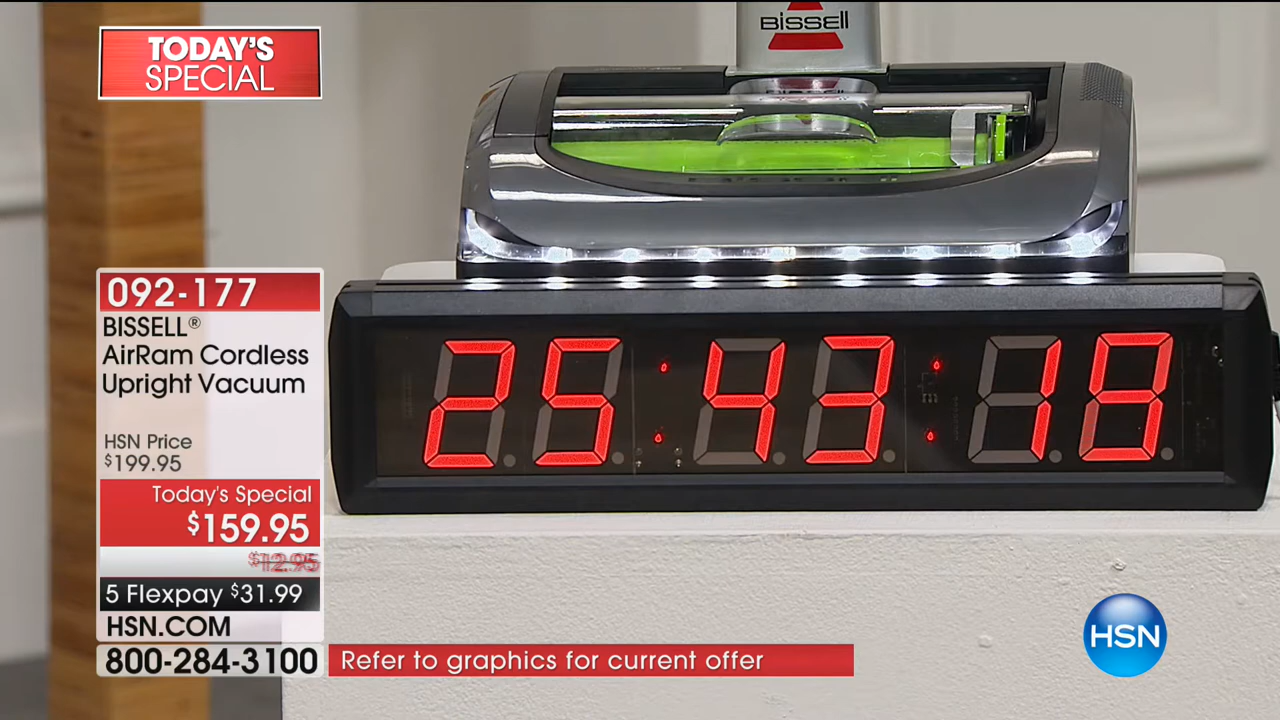 TODAY'S
SPECIAL
BISSELL
092-177
BISSELL®
AirRam Cordless
Upright Vacuum
HSN Price
$199.95
Today's Special
$159.95
$12.95
5 Flexpay $31.99
HSN.COM
800-284-3100
Refer to graphics for current offer
25:43:18
HSN